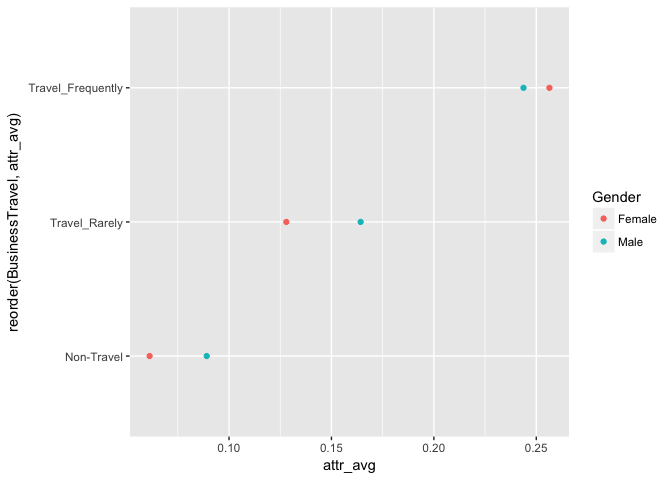 reorder(BusinessTravel, attr_avg)
Travel_Frequently
Travel_Rarely
Non-Travel
0.10 0.15 0.20 0.25
attr_avg
Gender
Female
Male